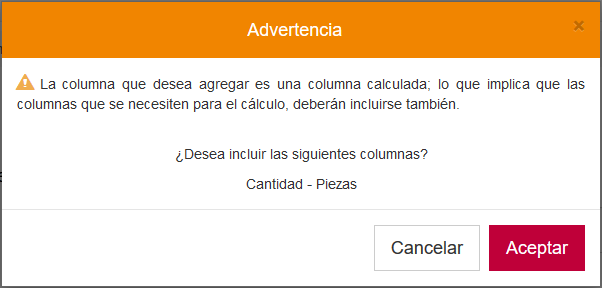 Advertencia
×
La columna que desea agregar es una columna calculada; lo que implica que las
columnas que se necesiten para el cálculo, deberán incluirse también.
¿Desea incluir las siguientes columnas?
Cantidad - Piezas
Cancelar
Aceptar